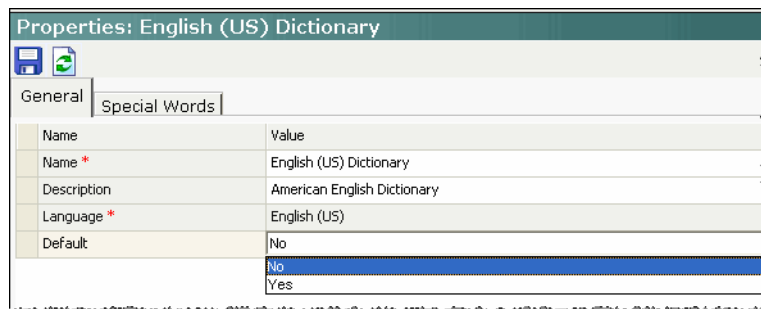 Properties: English (US) Dictionary
General Special Words
Name Value
Name * English (US) Dictionary
Description American English Dictionary
Language * English (US)
Default No
No
Yes